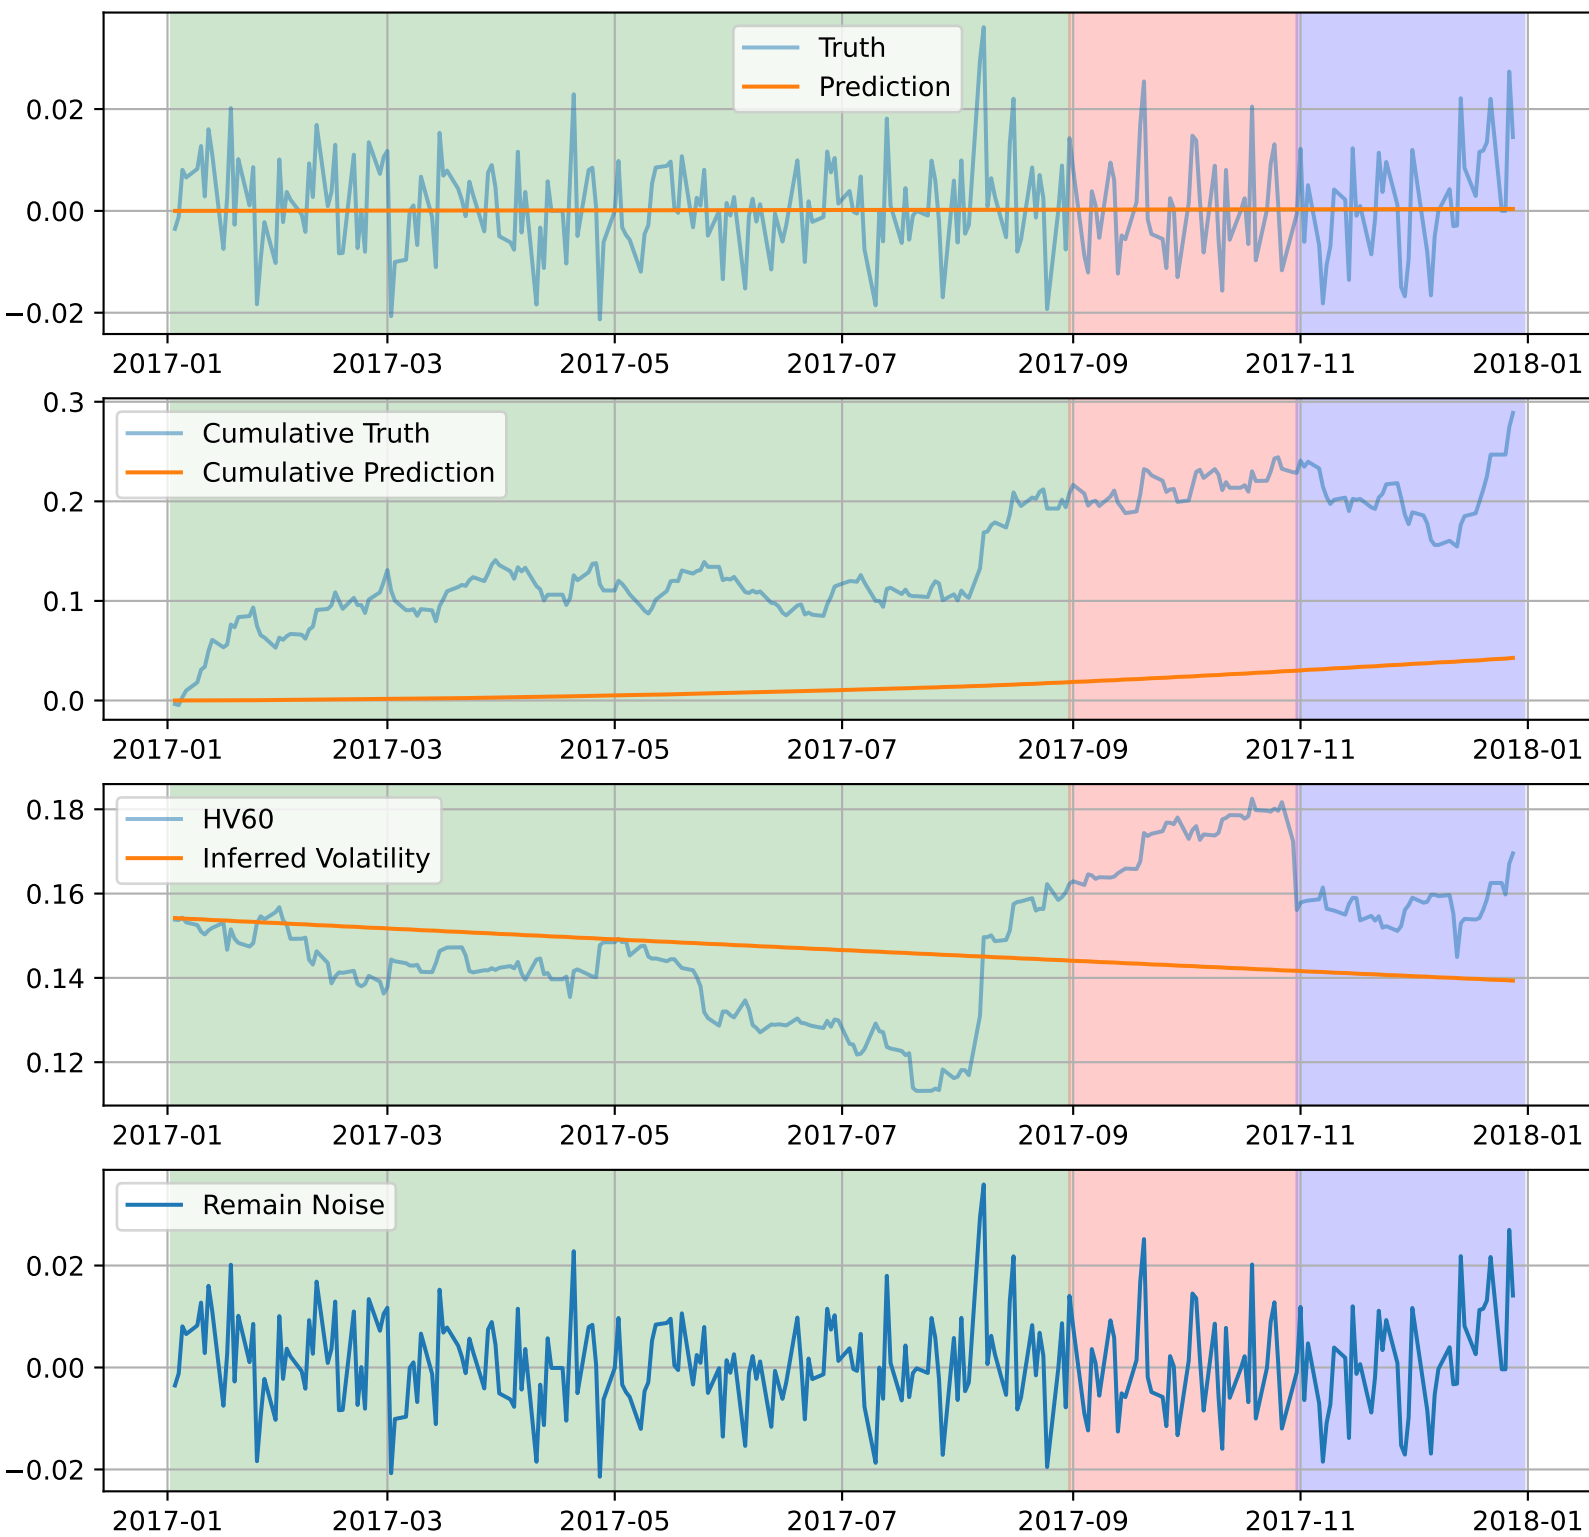 Truth
Prediction
0.02
0.00
−0.02
2017-01 2017-03 2017-05 2017-07 2017-09 2017-11 2018-01
Cumulative Truth
Cumulative Prediction
0.3
0.2
0.1
0.0
2017-01 2017-03 2017-05 2017-07 2017-09 2017-11 2018-01
HV60
Inferred Volatility
0.18
0.16
0.14
0.12
2017-01 2017-03 2017-05 2017-07 2017-09 2017-11 2018-01
Remain Noise
0.02
0.00
−0.02
2017-01 2017-03 2017-05 2017-07 2017-09 2017-11 2018-01